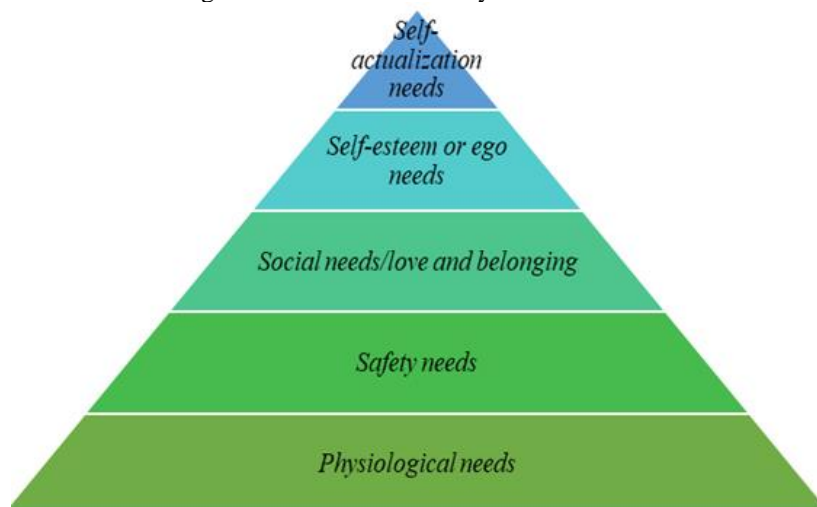 Self-
actualization
needs
Self-esteem or ego
needs
Social needs/love and belonging
Safety needs
Physiological needs